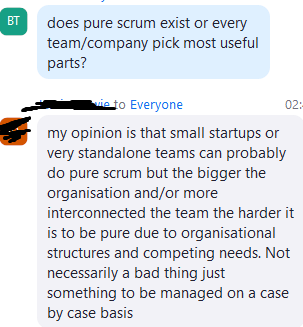 BT
does pure scrum exist or every
team/company pick most useful
parts?
to Everyone
02:
my opinion is that small startups or
very standalone teams can probably
do pure scrum but the bigger the
organisation and/or more
interconnected the team the harder it
is to be pure due to organisational
structures and competing needs. Not
necessarily a bad thing just
something to be managed on a case
by case basis